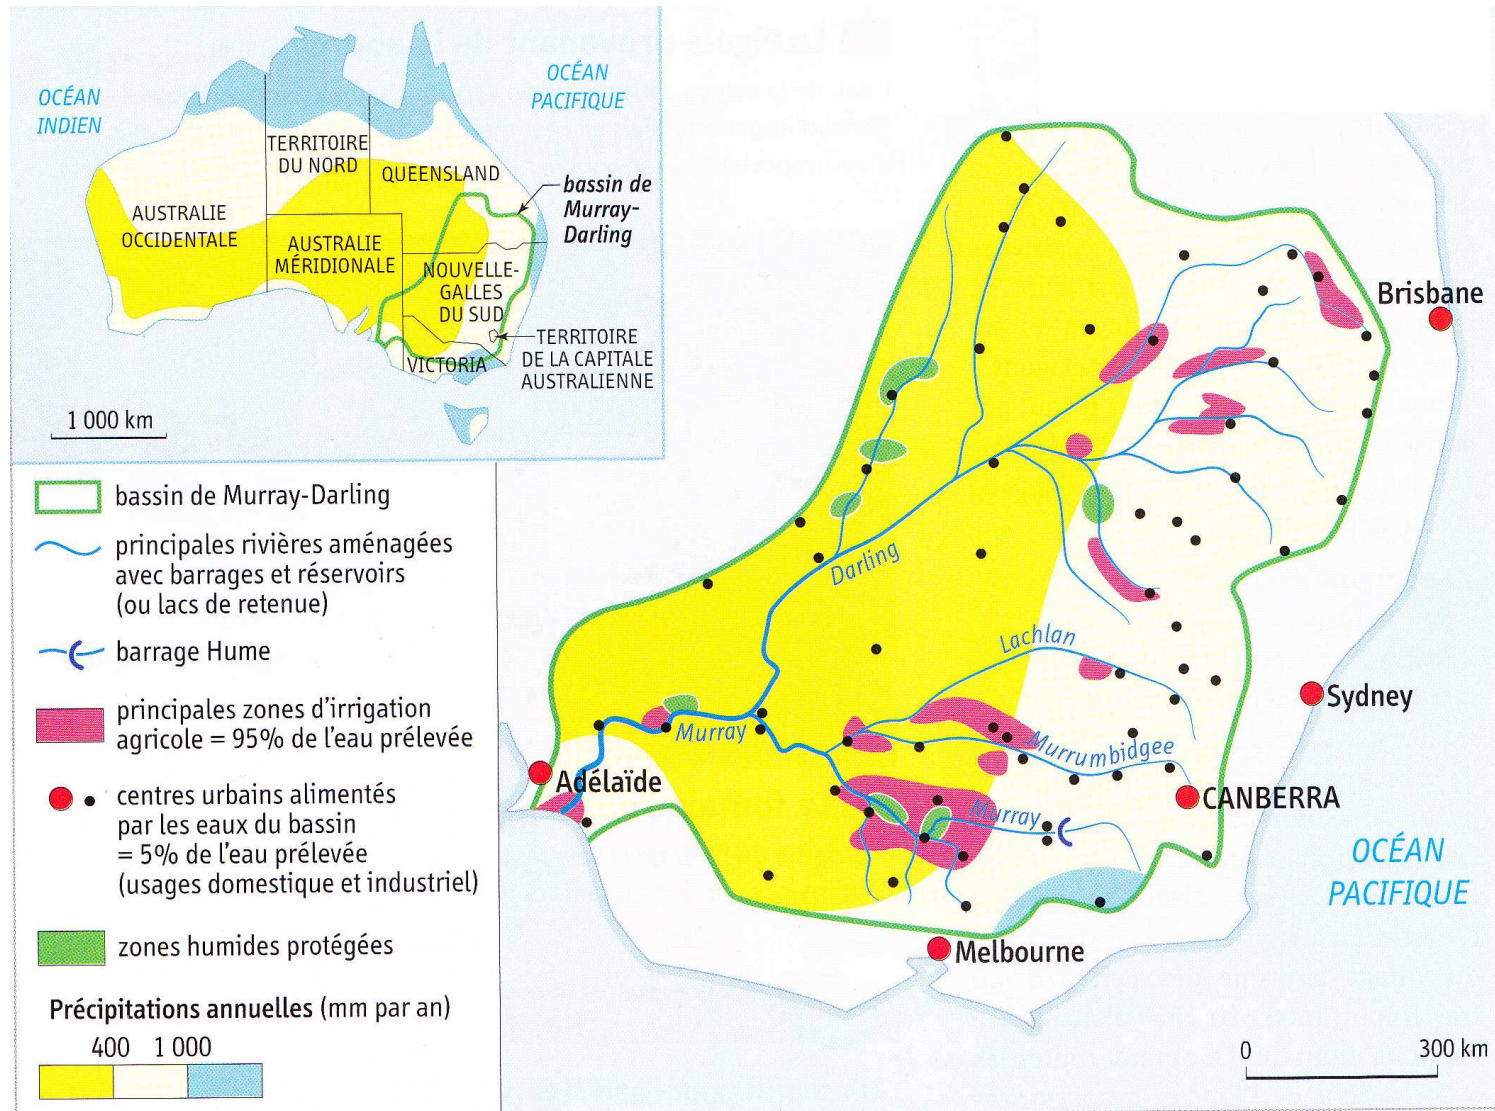 OCÉAN
INDIEN
OCÉAN
PACIFIQUE
TERRITOIRE
DU NORD
QUEENSLAND
bassin de
Murray-
Darling
AUSTRALIE
OCCIDENTALE
AUSTRALIE
MÉRIDIONALE
NOUVELLE-
GALLES
DU SUD
TERRITOIRE
DE LA CAPITALE
AUSTRALIENNE
VICTORIA
1 000 km
bassin de Murray-Darling
principales rivières aménagées
avec barrages et réservoirs
(ou lacs de retenue)
barrage Hume
principales zones d'irrigation
agricole = 95% de l'eau prélevée
centres urbains alimentés
par les eaux du bassin
= 5% de l'eau prélevée
(usages domestique et industriel)
zones humides protégées
Précipitations annuelles (mm par an)
400 1 000
Brisbane
Darling
Lachlan
Sydney
Murray
Murrumbidgee
Adélaïde
CANBERRA
Murray
OCÉAN
PACIFIQUE
Melbourne
0 300 km